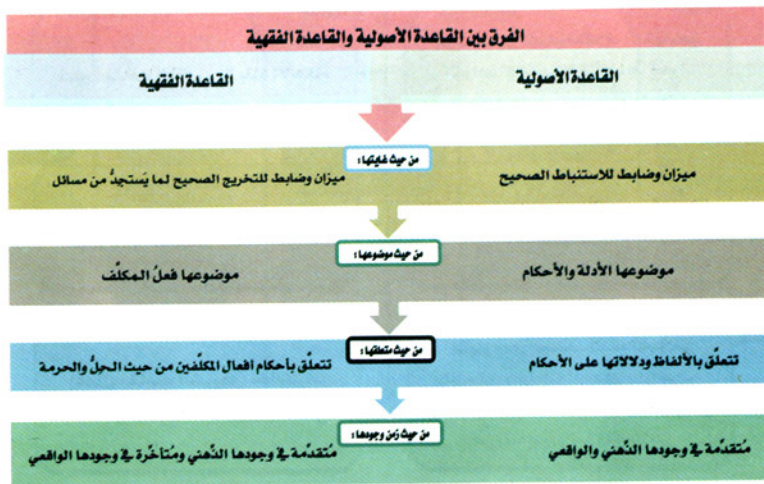 الفرق بين القاعدة الأصولية والقاعدة الفقهية
القاعدة الأصولية
القاعدة الفقهية
من حيث غايتها:
ميزان وضابط للاستنباط الصحيح
ميزان وضابط للتخريج الصحيح لما يَستجدُّ من مسائل
من حيث موضوعها:
موضوعها الأدلة والأحكام
موضوعها فعلُ المكلَّف
من حيث متعلقها:
تتعلَّق بالألفاظ ودلالاتها على الأحكام
تتعلَّق بأحكام أفعال المكلَّفين من حيث الحِلُّ والحرمة
من حيث زمن وجودها:
مُتقدِّمة في وجودها الذِّهني والواقعي
مُتقدِّمة في وجودها الذِّهني ومُتأخِّرة في وجودها الواقعي